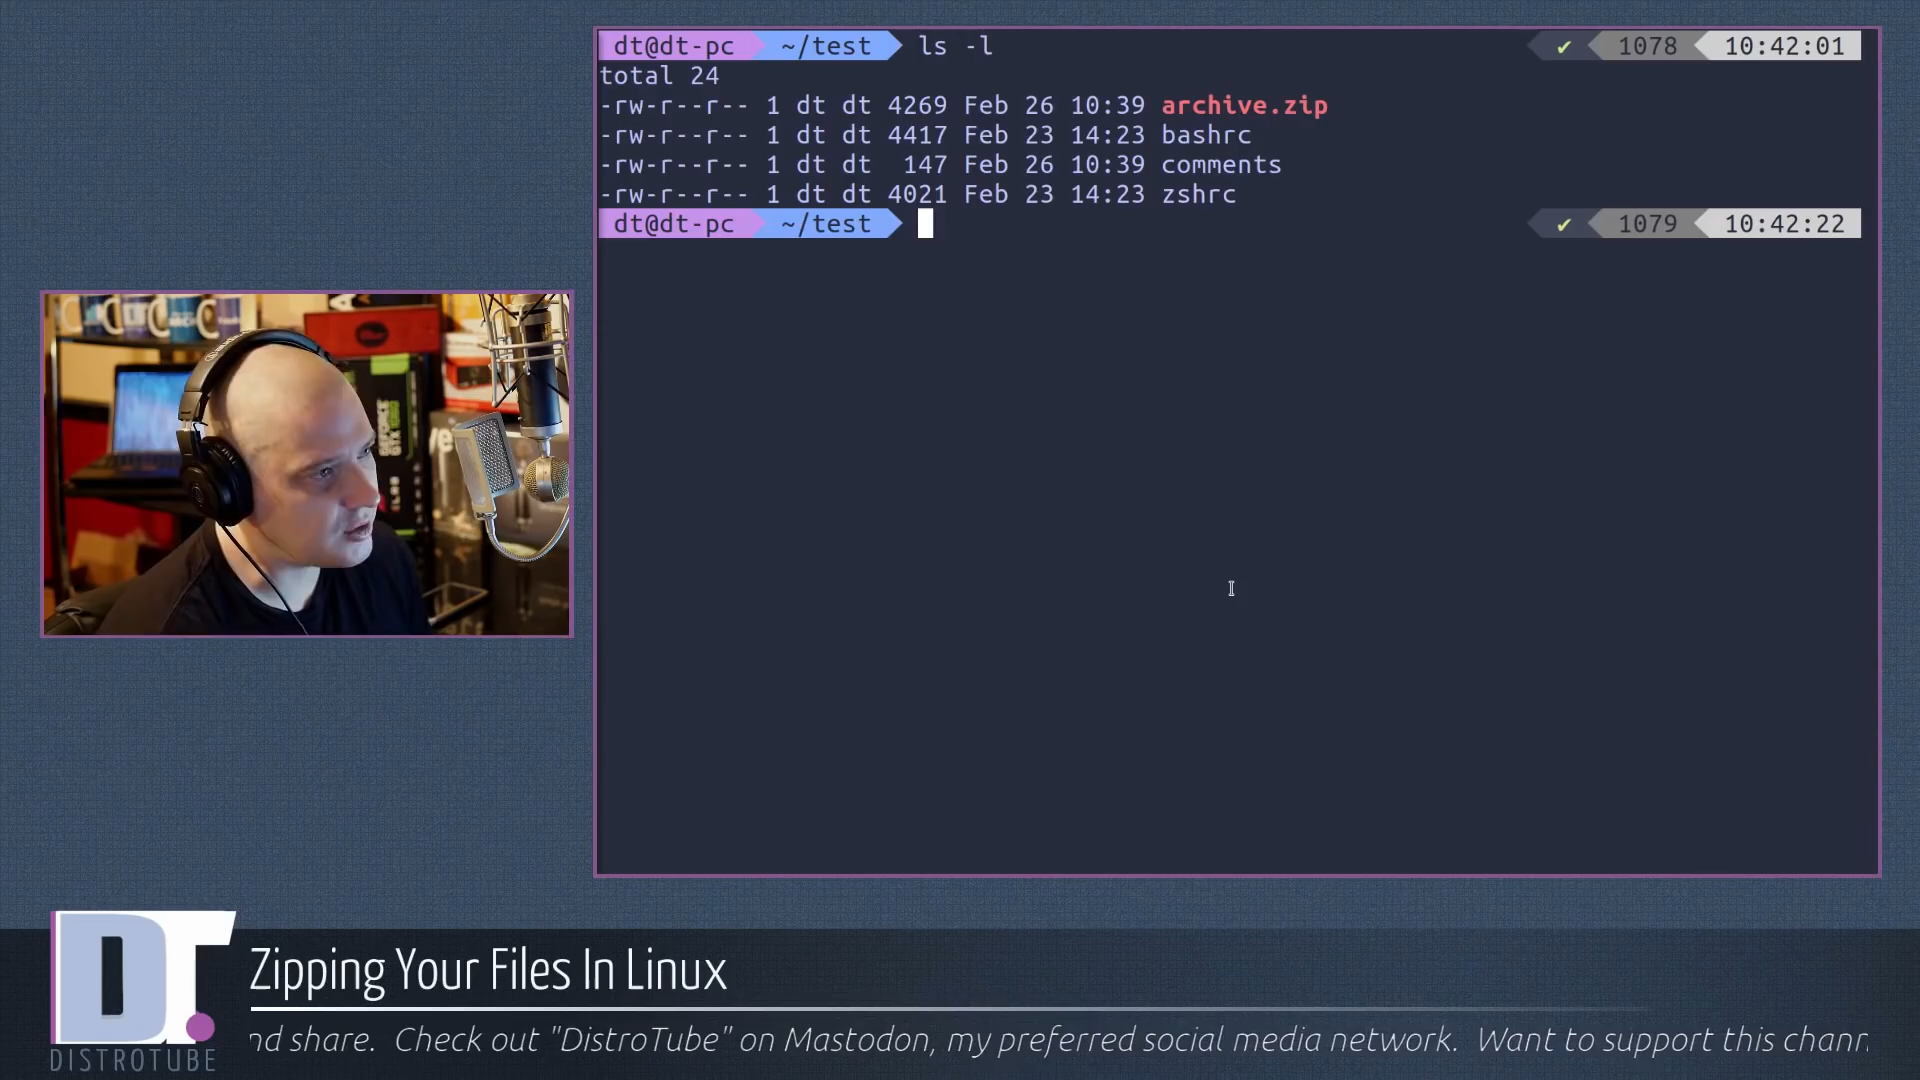 dt@dt-pc ~/test ls -l ✔ 1078 10:42:01
total 24
-rw-r--r-- 1 dt dt 4269 Feb 26 10:39 archive.zip
-rw-r--r-- 1 dt dt 4417 Feb 23 14:23 bashrc
-rw-r--r-- 1 dt dt  147 Feb 26 10:39 comments
-rw-r--r-- 1 dt dt 4021 Feb 23 14:23 zshrc
dt@dt-pc ~/test ✔ 1079 10:42:22
GEFORCE
DT
DISTROTUBE
Zipping Your Files In Linux
nd share. Check out "DistroTube" on Mastodon, my preferred social media network. Want to support this chann